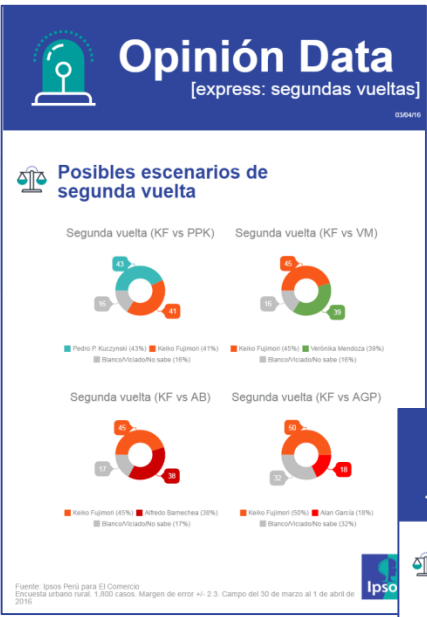 Opinión Data
[express: segundas vueltas]
03/04/16
Posibles escenarios de
segunda vuelta
Segunda vuelta (KF vs PPK)
43
16
41
Pedro P. Kuczynski (43%) Keiko Fujimori (41%)
Blanco/Viciado/No sabe (16%)
Segunda vuelta (KF vs VM)
45
16
39
Keiko Fujimori (45%) Verónika Mendoza (39%)
Blanco/Viciado/No sabe (16%)
Segunda vuelta (KF vs AB)
45
17
38
Keiko Fujimori (45%) Alfredo Barnechea (38%)
Blanco/Viciado/No sabe (17%)
Segunda vuelta (KF vs AGP)
50
32
18
Keiko Fujimori (50%) Alan García (18%)
Blanco/Viciado/No sabe (32%)
Fuente: Ipsos Perú para El Comercio
Encuesta urbano rural. 1,800 casos. Margen de error +/- 2.3. Campo del 30 de marzo al 1 de abril de
2016
Ipso